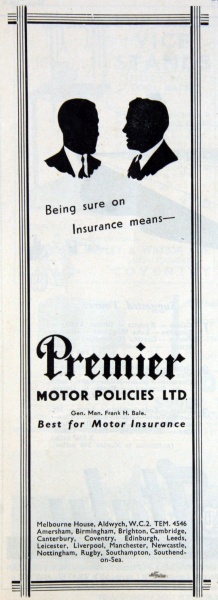 Being sure on
Insurance means—
Premier
MOTOR POLICIES LTD.
Gen. Man. Frank H. Bale.
Best for Motor Insurance
Melbourne House, Aldwych, W.C.2. TEM. 4546
Amersham, Birmingham, Brighton, Cambridge,
Canterbury, Coventry, Edinburgh, Leeds,
Leicester, Liverpool, Manchester, Newcastle,
Nottingham, Rugby, Southampton, Southend-
on-Sea.